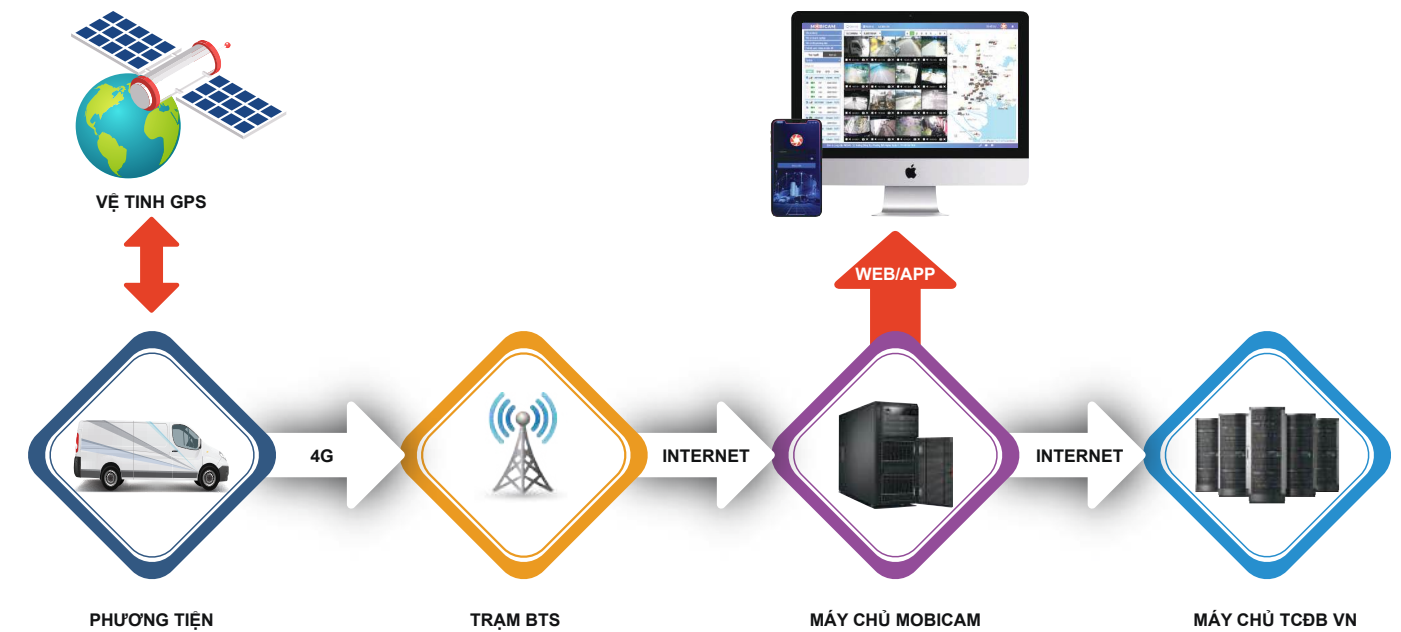 MOBICAM
VỆ TINH GPS
WEB/APP
4G
INTERNET
INTERNET
PHƯƠNG TIỆN
TRẠM BTS
MÁY CHỦ MOBICAM
MÁY CHỦ TCĐB VN